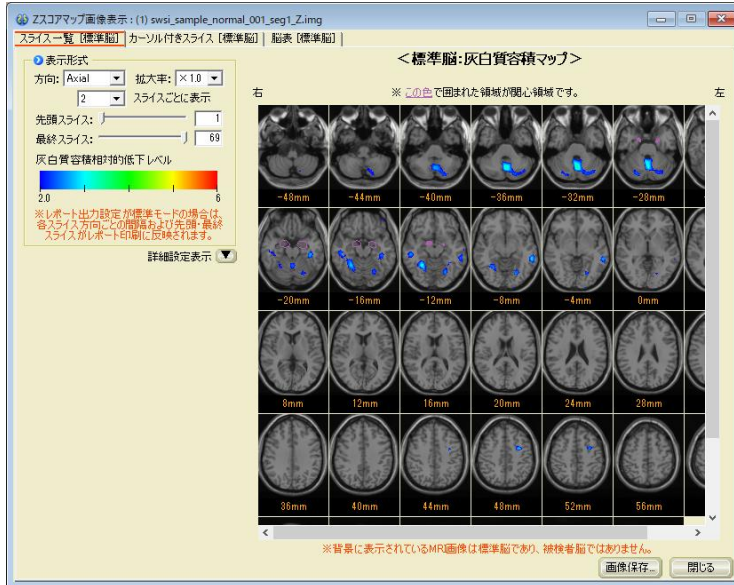 Zスコアマップ画像表示 : (1) swsi_sample_normal_001_seg1_Z.img
スライス一覧 [標準脳] | カーソル付きスライス [標準脳] | 脳表 [標準脳] |
表示形式
方向: Axial 拡大率: ×1.0
2 スライスごとに表示
先頭スライス: 1
最終スライス: 69
灰白質容積相対的低下レベル
2.0 6
※レポート出力設定が標準モードの場合は、
各スライス方向ごとの間隔および先頭・最終
スライスがレポート印刷に反映されます。
詳細設定表示
<標準脳:灰白質容積マップ>
右 ※ この色で囲まれた領域が関心領域です。 左
-48mm -44mm -40mm -36mm -32mm -28mm
-20mm -16mm -12mm -8mm -4mm 0mm
8mm 12mm 16mm 20mm 24mm 28mm
36mm 40mm 44mm 48mm 52mm 56mm
※背景に表示されているMRI画像は標準脳であり、被検者脳ではありません。
画像保存... 閉じる